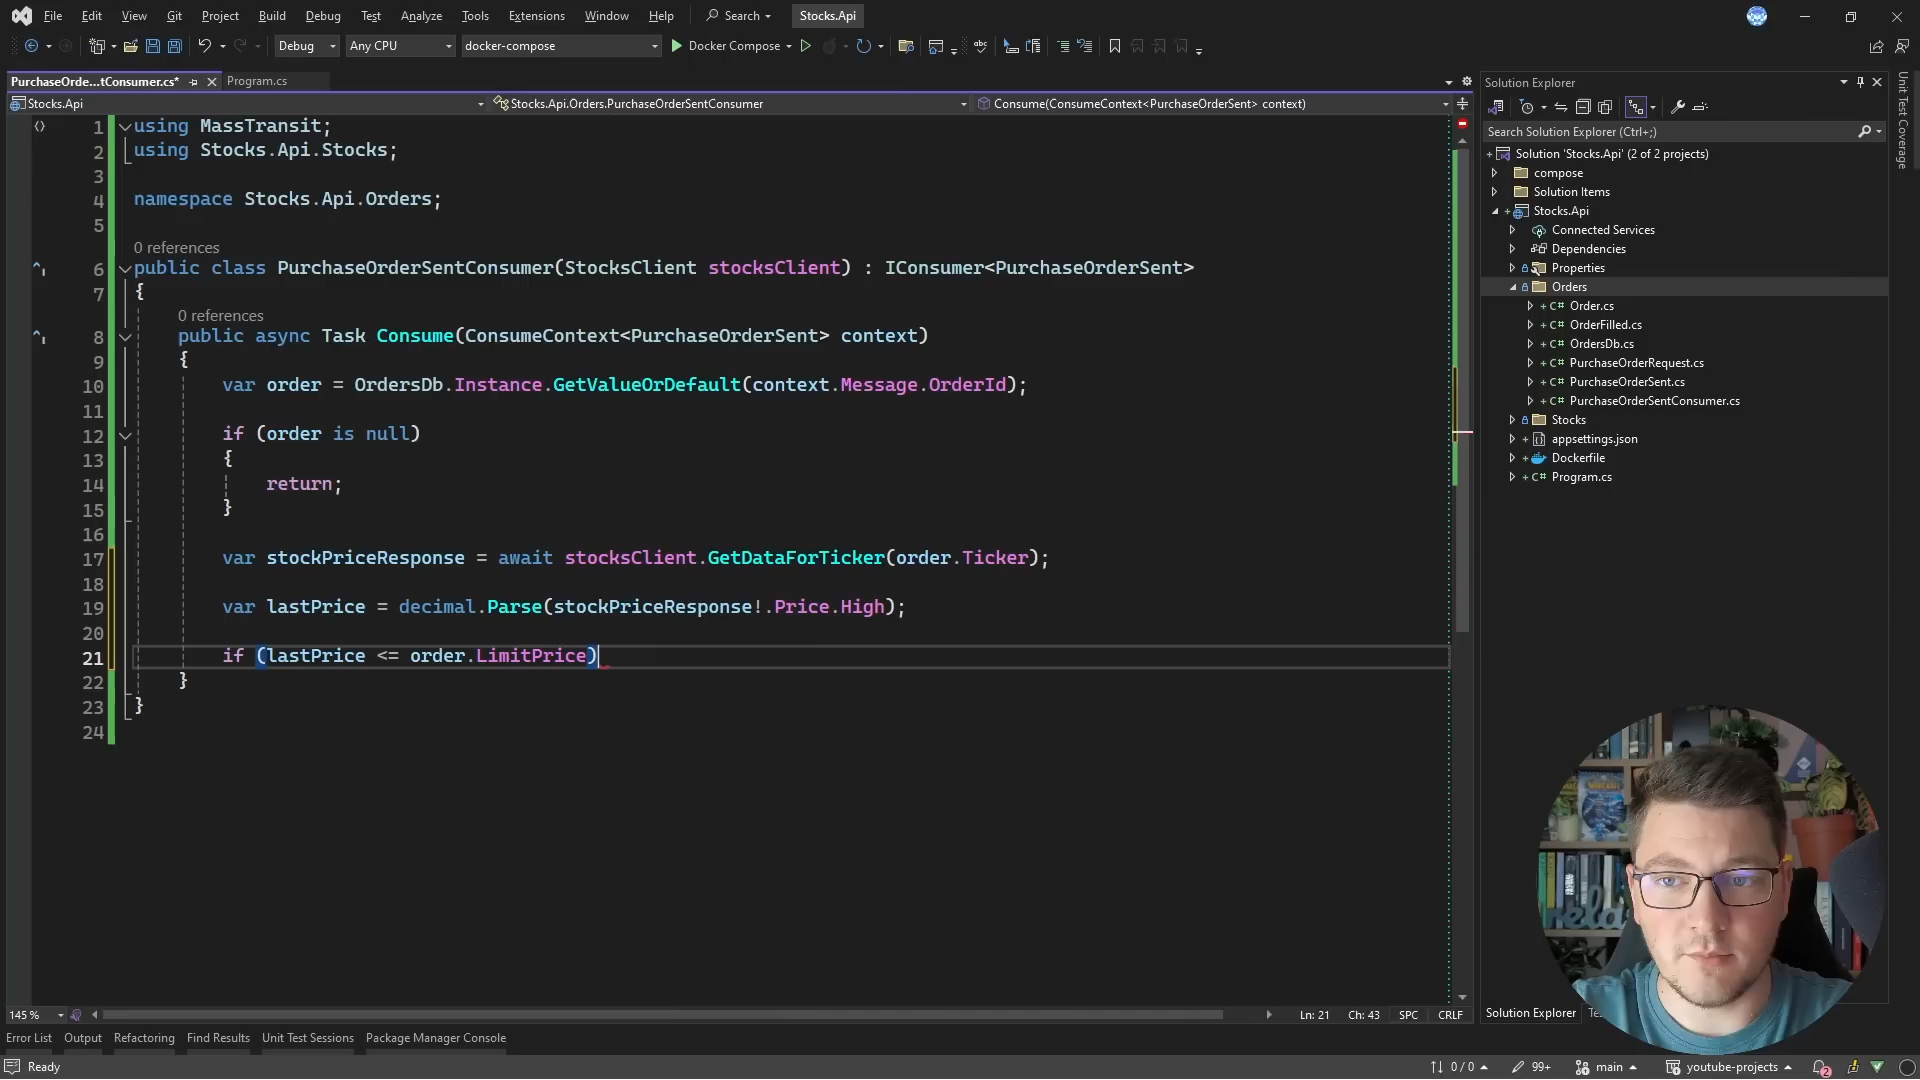 File Edit View Git Project Build Debug Test Analyze Tools Extensions Window Help Search Stocks.Api
Debug Any CPU docker-compose Docker Compose
PurchaseOrde...tConsumer.cs* Program.cs
Stocks.Api Stocks.Api.Orders.PurchaseOrderSentConsumer Consume(ConsumeContext<PurchaseOrderSent> context)
1 using MassTransit;
2 using Stocks.Api.Stocks;
3
4 namespace Stocks.Api.Orders;
5
0 references
6 public class PurchaseOrderSentConsumer(StocksClient stocksClient) : IConsumer<PurchaseOrderSent>
7 {
0 references
8 public async Task Consume(ConsumeContext<PurchaseOrderSent> context)
9 {
10 var order = OrdersDb.Instance.GetValueOrDefault(context.Message.OrderId);
11
12 if (order is null)
13 {
14 return;
15 }
16
17 var stockPriceResponse = await stocksClient.GetDataForTicker(order.Ticker);
18
19 var lastPrice = decimal.Parse(stockPriceResponse!.Price.High);
20
21 if (lastPrice <= order.LimitPrice)
22 }
23 }
24
145 % Ln: 21 Ch: 43 SPC CRLF
Error List Output Refactoring Find Results Unit Test Sessions Package Manager Console
Ready 0 / 0 99+ main youtube-projects 2
Solution Explorer
Search Solution Explorer (Ctrl+;)
Solution 'Stocks.Api' (2 of 2 projects)
compose
Solution Items
Stocks.Api
Connected Services
Dependencies
Properties
Orders
C# Order.cs
C# OrderFilled.cs
C# OrdersDb.cs
C# PurchaseOrderRequest.cs
C# PurchaseOrderSent.cs
C# PurchaseOrderSentConsumer.cs
Stocks
appsettings.json
Dockerfile
C# Program.cs
Solution Explorer
Unit Test Coverage